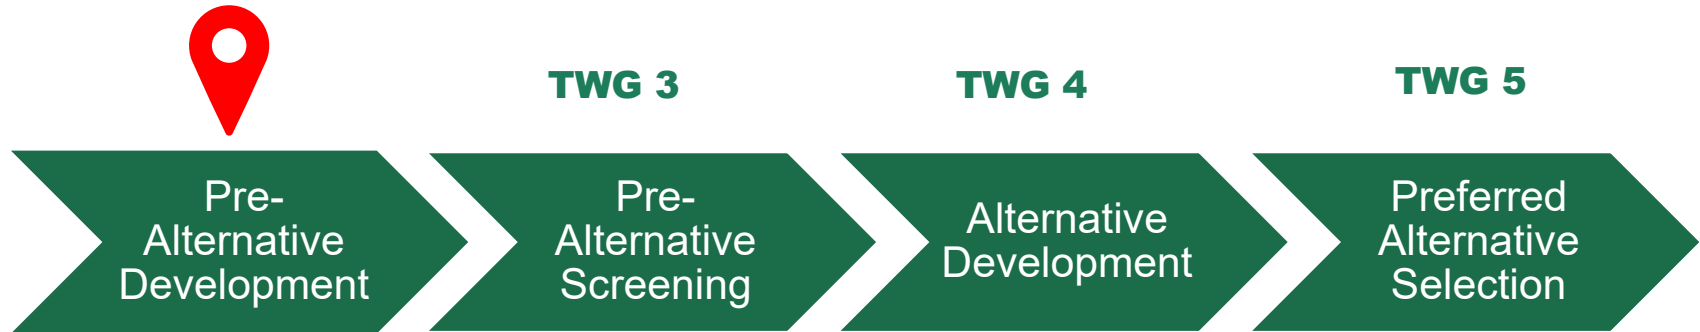 TWG 3
TWG 4
TWG 5
Pre-
Alternative
Development
Pre-
Alternative
Screening
Alternative
Development
Preferred
Alternative
Selection